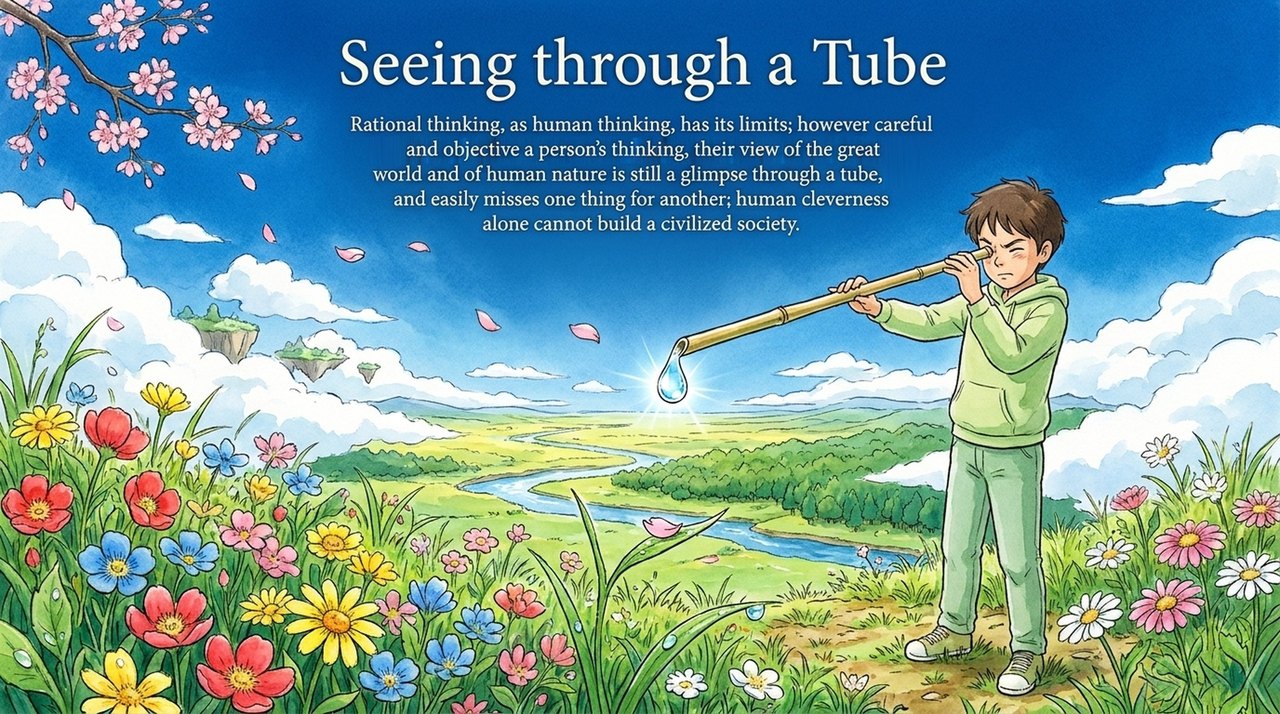 Seeing through a Tube
Rational thinking, as human thinking, has its limits; however careful
and objective a person's thinking, their view of the great
world and of human nature is still a glimpse through a tube,
and easily misses one thing for another; human cleverness
alone cannot build a civilized society.